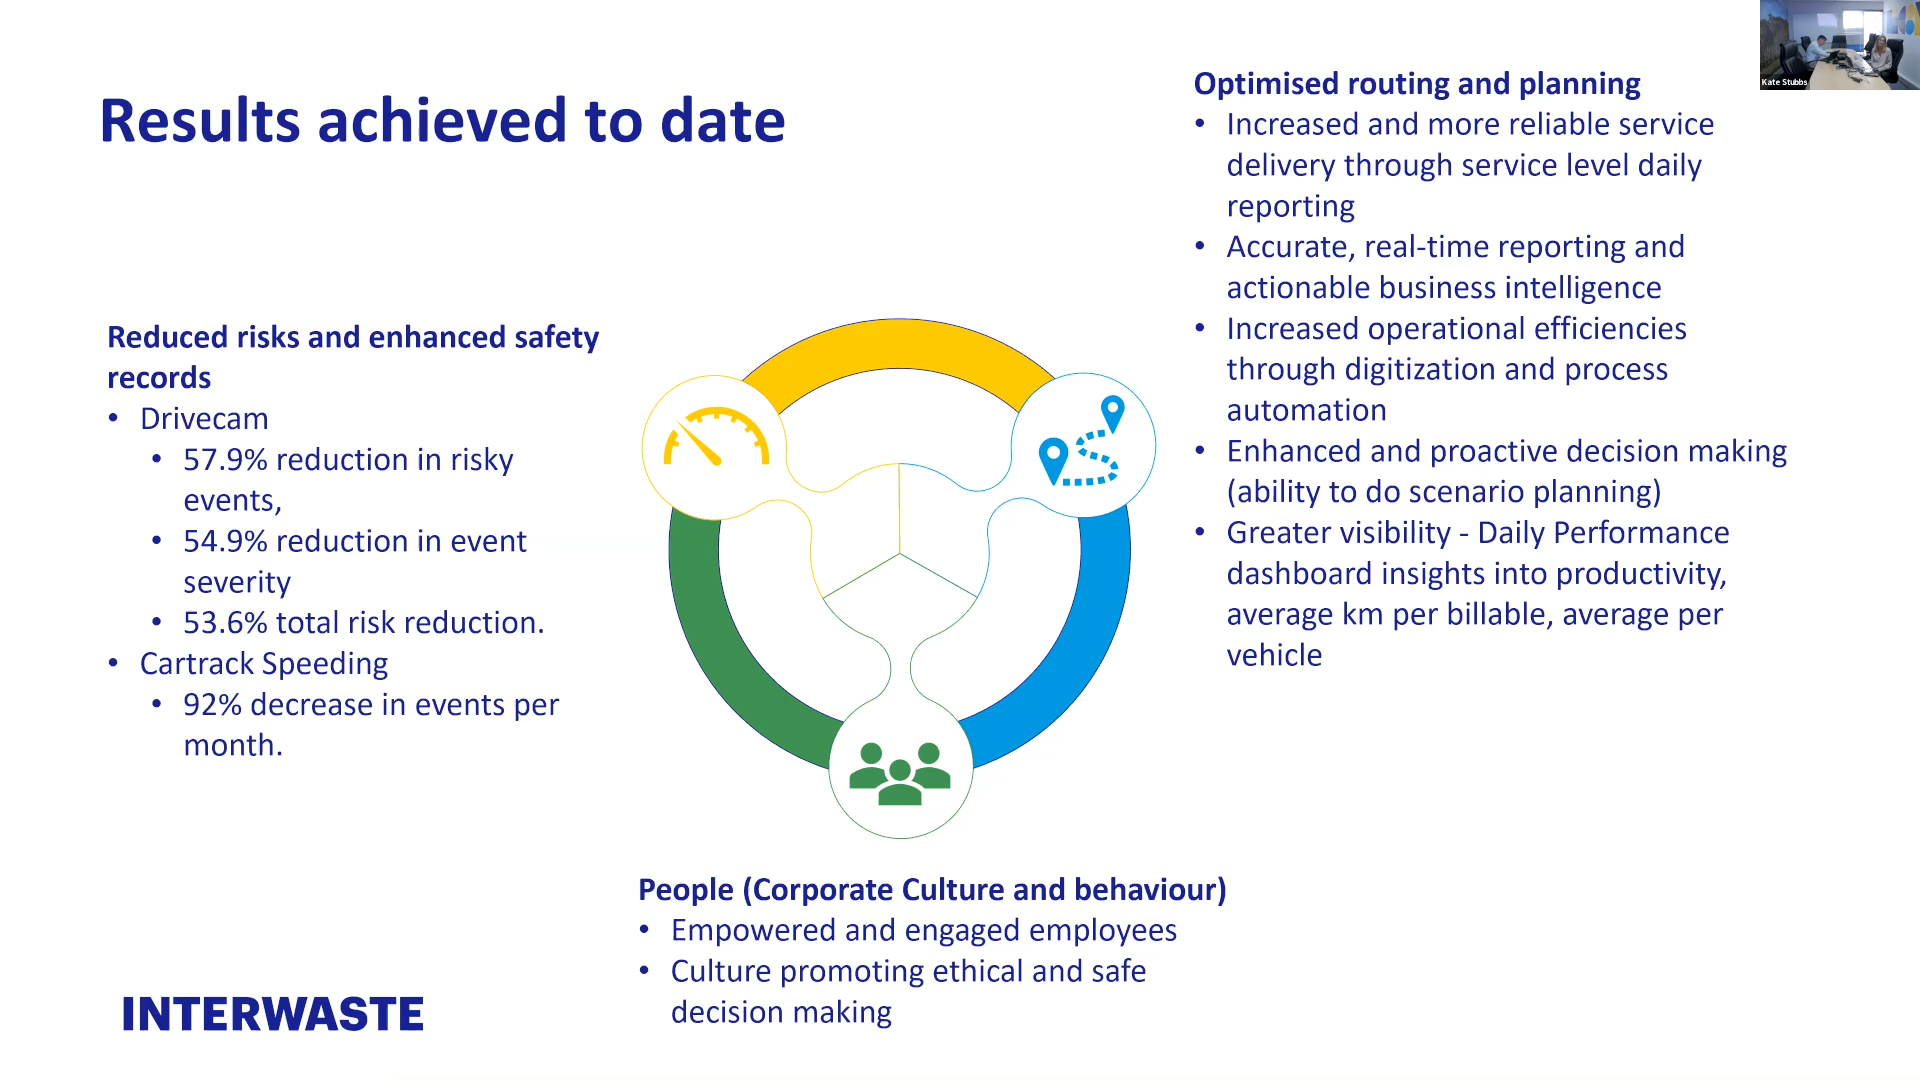 Results achieved to date
Kate Stubbs
Reduced risks and enhanced safety
records
• Drivecam
• 57.9% reduction in risky
events,
• 54.9% reduction in event
severity
• 53.6% total risk reduction.
• Cartrack Speeding
• 92% decrease in events per
month.
Optimised routing and planning
• Increased and more reliable service
delivery through service level daily
reporting
• Accurate, real-time reporting and
actionable business intelligence
• Increased operational efficiencies
through digitization and process
automation
• Enhanced and proactive decision making
(ability to do scenario planning)
• Greater visibility - Daily Performance
dashboard insights into productivity,
average km per billable, average per
vehicle
People (Corporate Culture and behaviour)
• Empowered and engaged employees
• Culture promoting ethical and safe
decision making
INTERWASTE